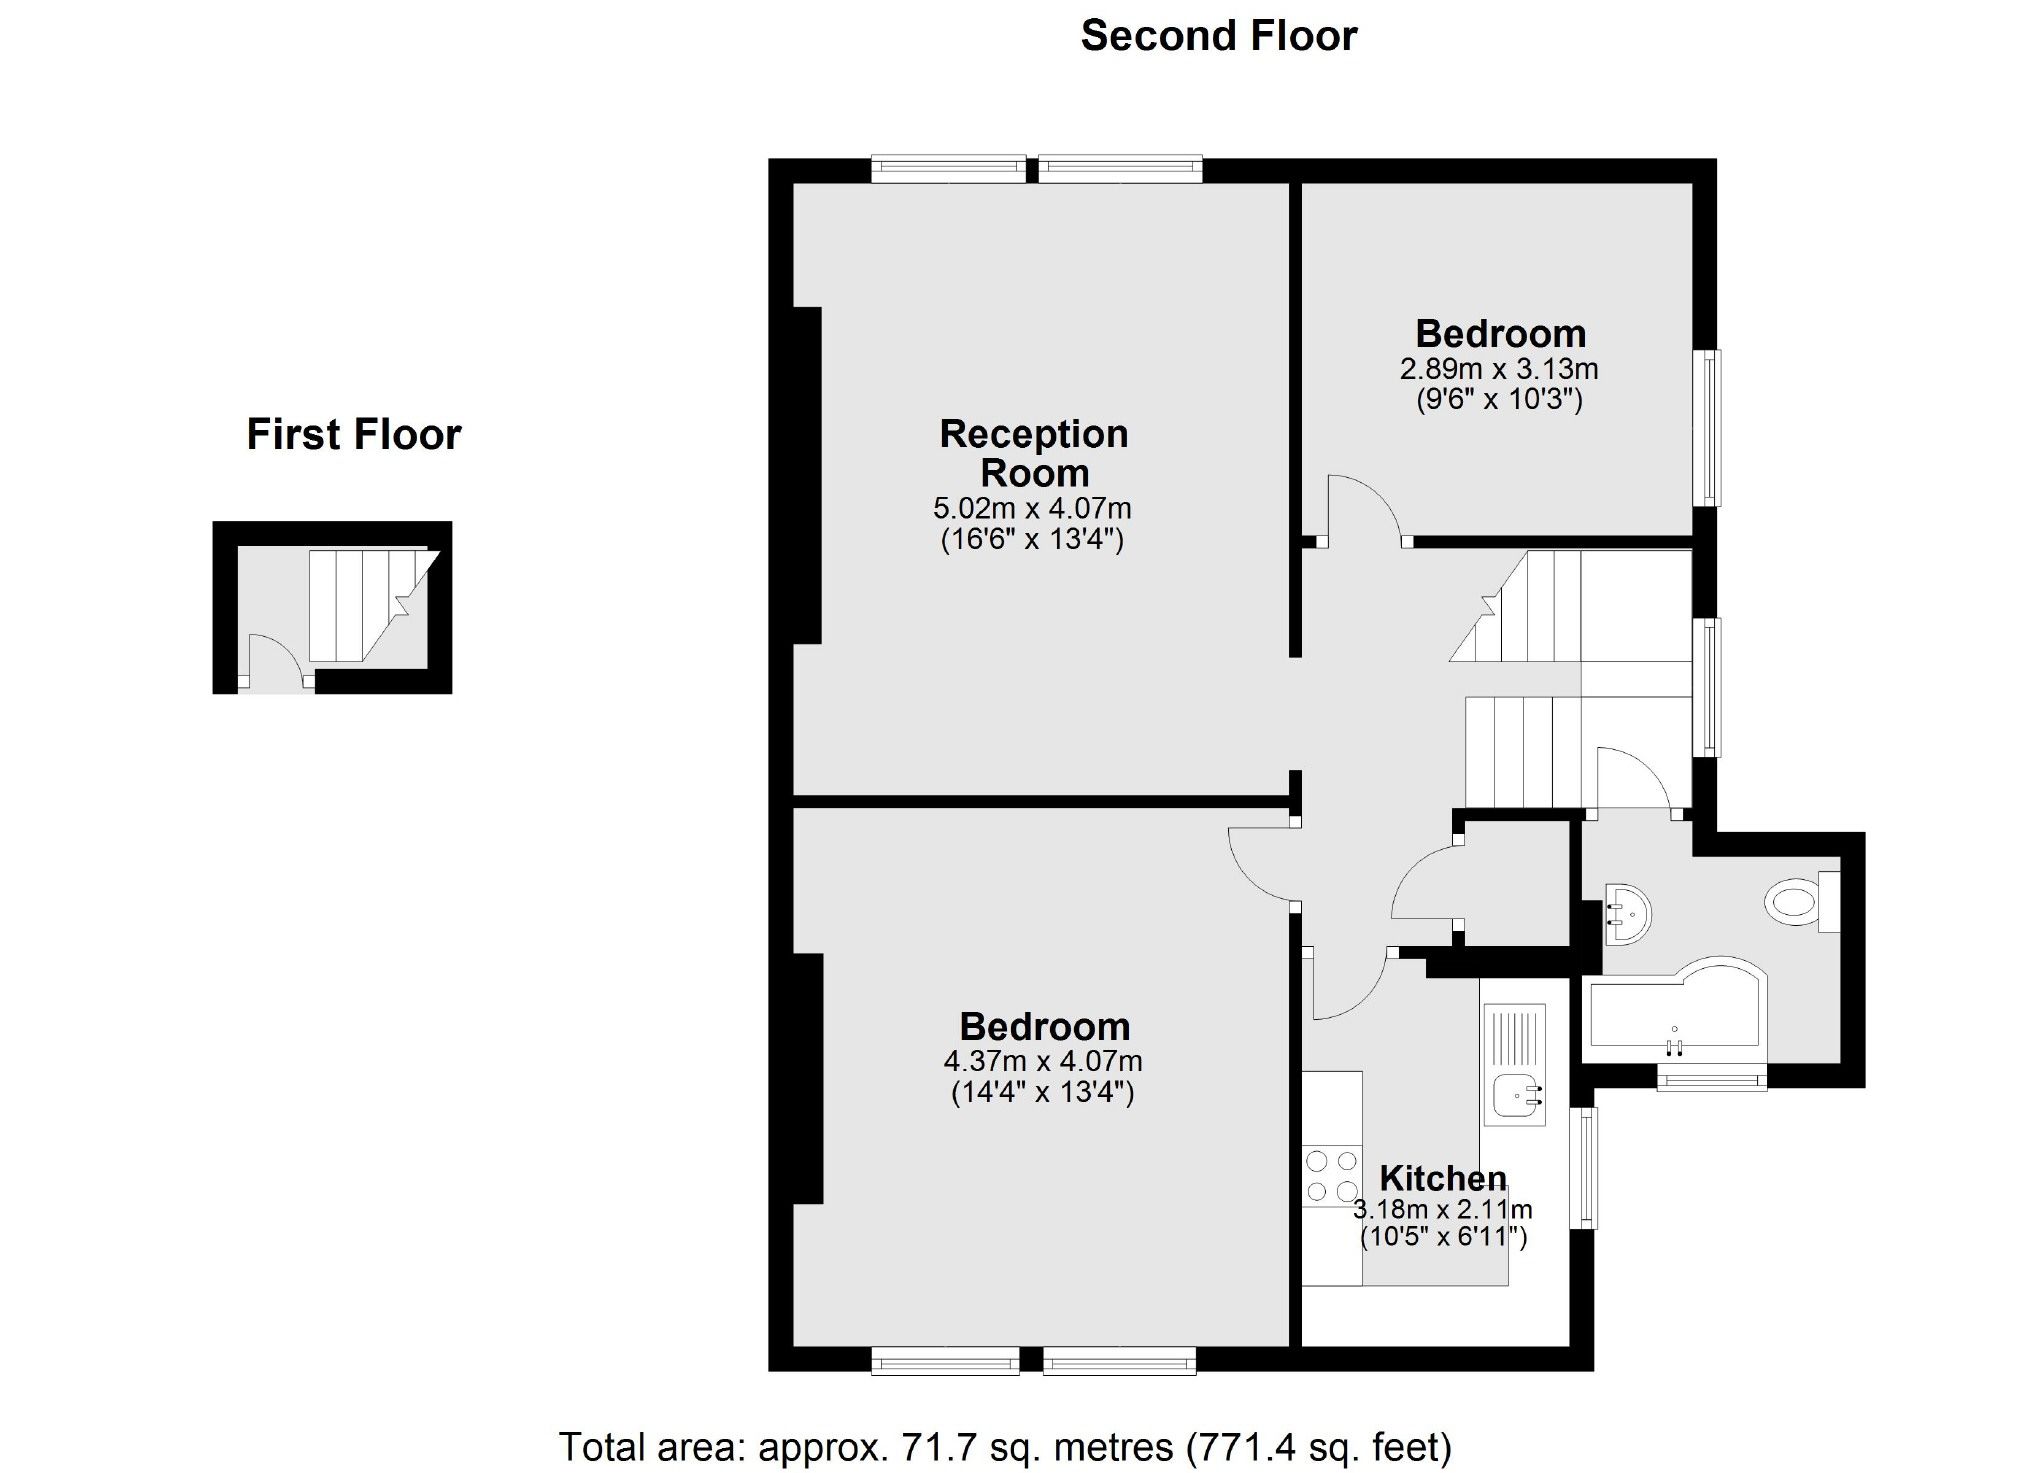 Second Floor
First Floor
Bedroom
2.89m x 3.13m
(9'6" x 10'3")
Reception
Room
5.02m x 4.07m
(16'6" x 13'4")
Bedroom
4.37m x 4.07m
(14'4" x 13'4")
Kitchen
3.18m x 2.11m
(10'5" x 6'11")
Total area: approx. 71.7 sq. metres (771.4 sq. feet)